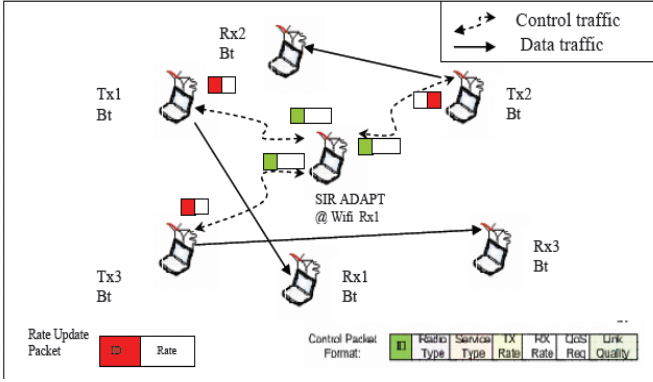 Control traffic
Data traffic
Rx2
Bt
Tx1
Bt
Tx2
Bt
SIR ADAPT
@ Wifi Rx1
Tx3
Bt
Rx1
Bt
Rx3
Bt
Rate Update
Packet
ID
Rate
Control Packet
Format:
ID
Radio
Type
Service
Type
TX
Rate
RX
Rate
QoS
Req
Link
Quality